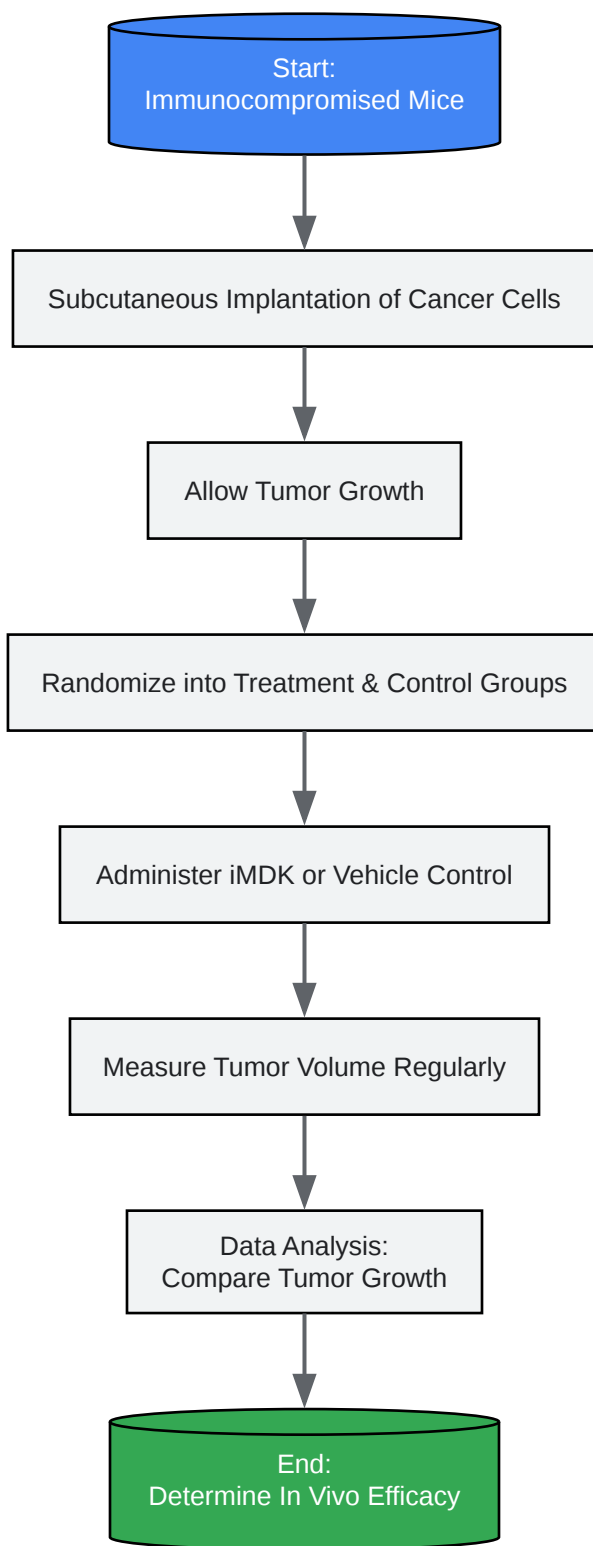 Start:
Immunocompromised Mice
Subcutaneous Implantation of Cancer Cells
Allow Tumor Growth
Randomize into Treatment & Control Groups
Administer iMDK or Vehicle Control
Measure Tumor Volume Regularly
Data Analysis:
Compare Tumor Growth
End:
Determine In Vivo Efficacy